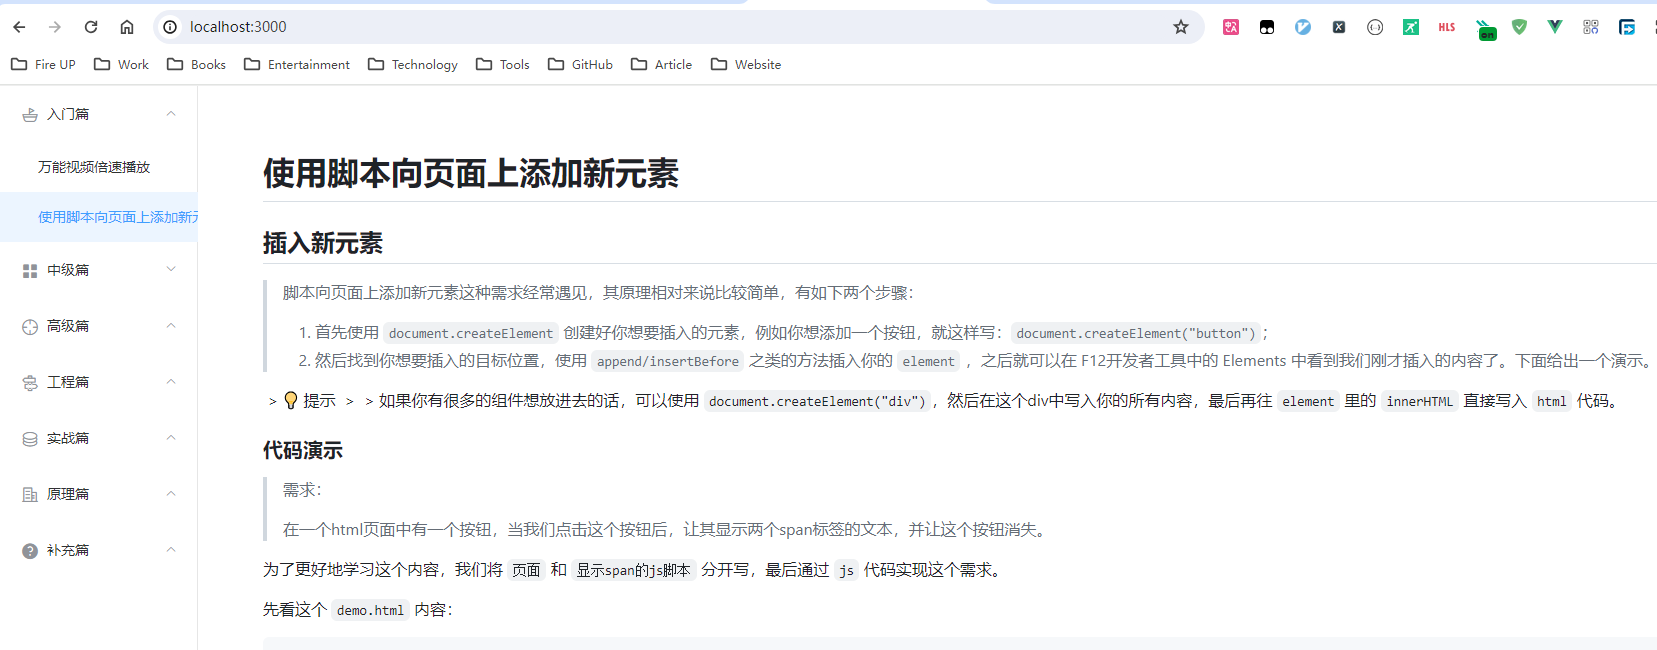 localhost:3000
HLS
on
Fire UP
Work
Books
Entertainment
Technology
Tools
GitHub
Article
Website
入门篇
万能视频倍速播放
使用脚本向页面上添加新元
中级篇
高级篇
工程篇
实战篇
原理篇
补充篇
使用脚本向页面上添加新元素
插入新元素
脚本向页面上添加新元素这种需求经常遇见，其原理相对来说比较简单，有如下两个步骤：
1. 首先使用 document.createElement 创建好你想要插入的元素，例如你想添加一个按钮，就这样写：document.createElement("button")；
2. 然后找到你想要插入的目标位置，使用 append/insertBefore 之类的方法插入你的 element ，之后就可以在 F12开发者工具中的 Elements 中看到我们刚才插入的内容了。下面给出一个演示。
> 💡 提示 > > 如果你有很多的组件想放进去的话，可以使用 document.createElement("div")，然后在这个div中写入你的所有内容，最后再往 element 里的 innerHTML 直接写入 html 代码。
代码演示
需求：
在一个html页面中有一个按钮，当我们点击这个按钮后，让其显示两个span标签的文本，并让这个按钮消失。
为了更好地学习这个内容，我们将 页面 和 显示span的js脚本 分开写，最后通过 js 代码实现这个需求。
先看这个 demo.html 内容：